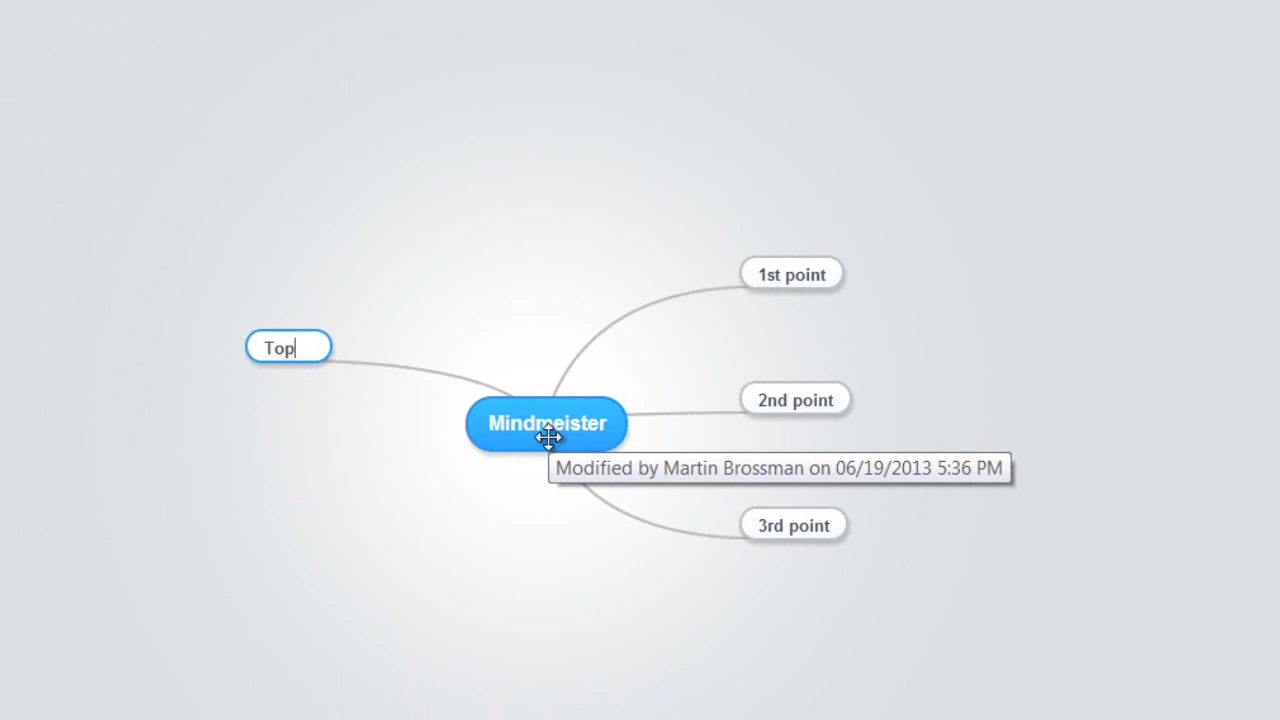 1st point
Top
2nd point
Mindmeister
Modified by Martin Brossman on 06/19/2013 5:36 PM
3rd point